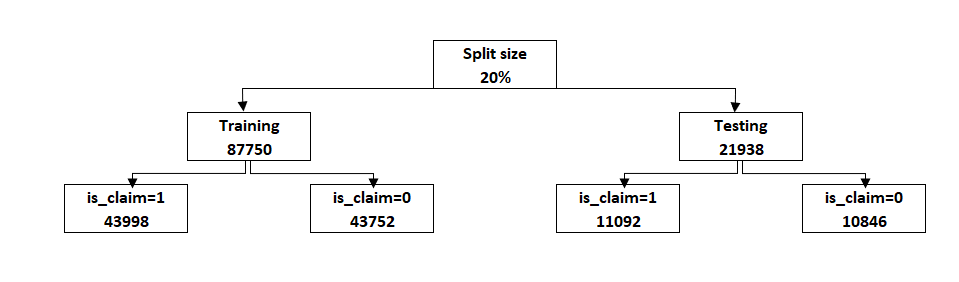 Split size
20%
Training
87750
Testing
21938
is_claim=1
43998
is_claim=0
43752
is_claim=1
11092
is_claim=0
10846